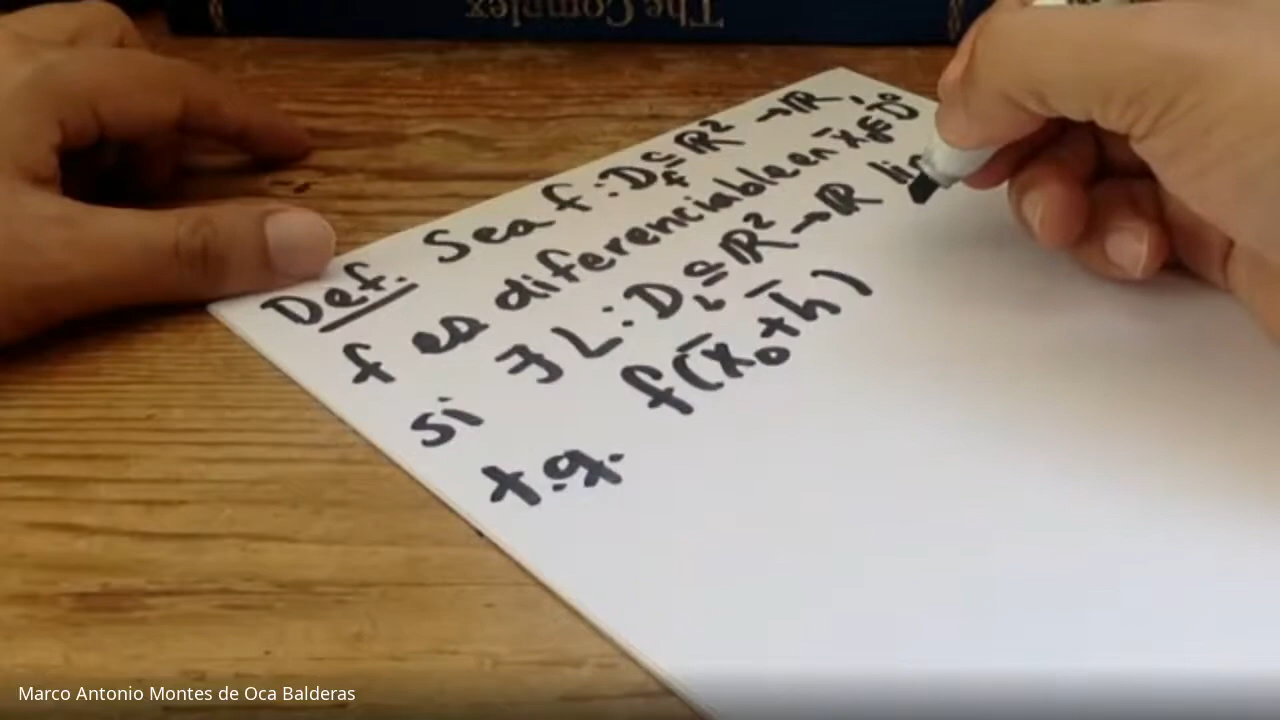 The Complex
Def. Sea f: D_f ⊆ ℝ² → ℝ,
f es diferenciable en x̄₀ ∈ D°
si ∃ L: D_L ⊆ ℝ² → ℝ
t.q. f(x̄₀+h̄)
Marco Antonio Montes de Oca Balderas